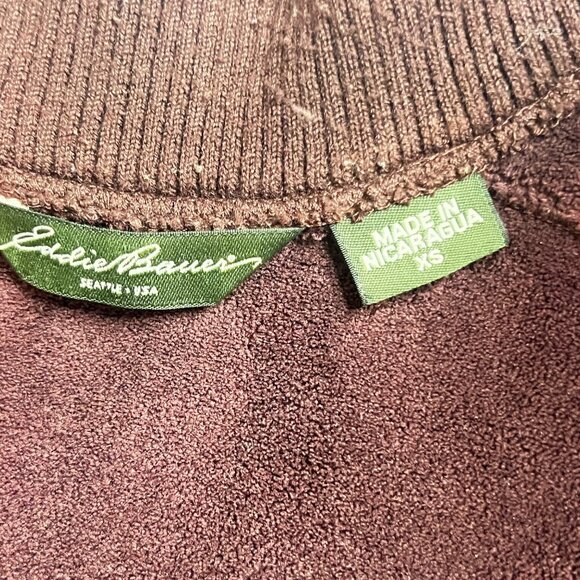 Eddie Bauer
SEATTLE • USA
MADE IN
NICARAGUA
XS